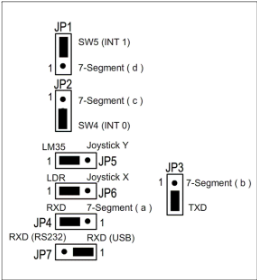 JP1
SW5 (INT 1)
1 7-Segment ( d )
JP2
1 7-Segment ( c )
SW4 (INT 0)
LM35 Joystick Y
1 JP5
LDR Joystick X
1 JP6
RXD 7-Segment ( a )
JP4 1
RXD (RS232) RXD (USB)
JP7 1
JP3
1 7-Segment ( b )
TXD